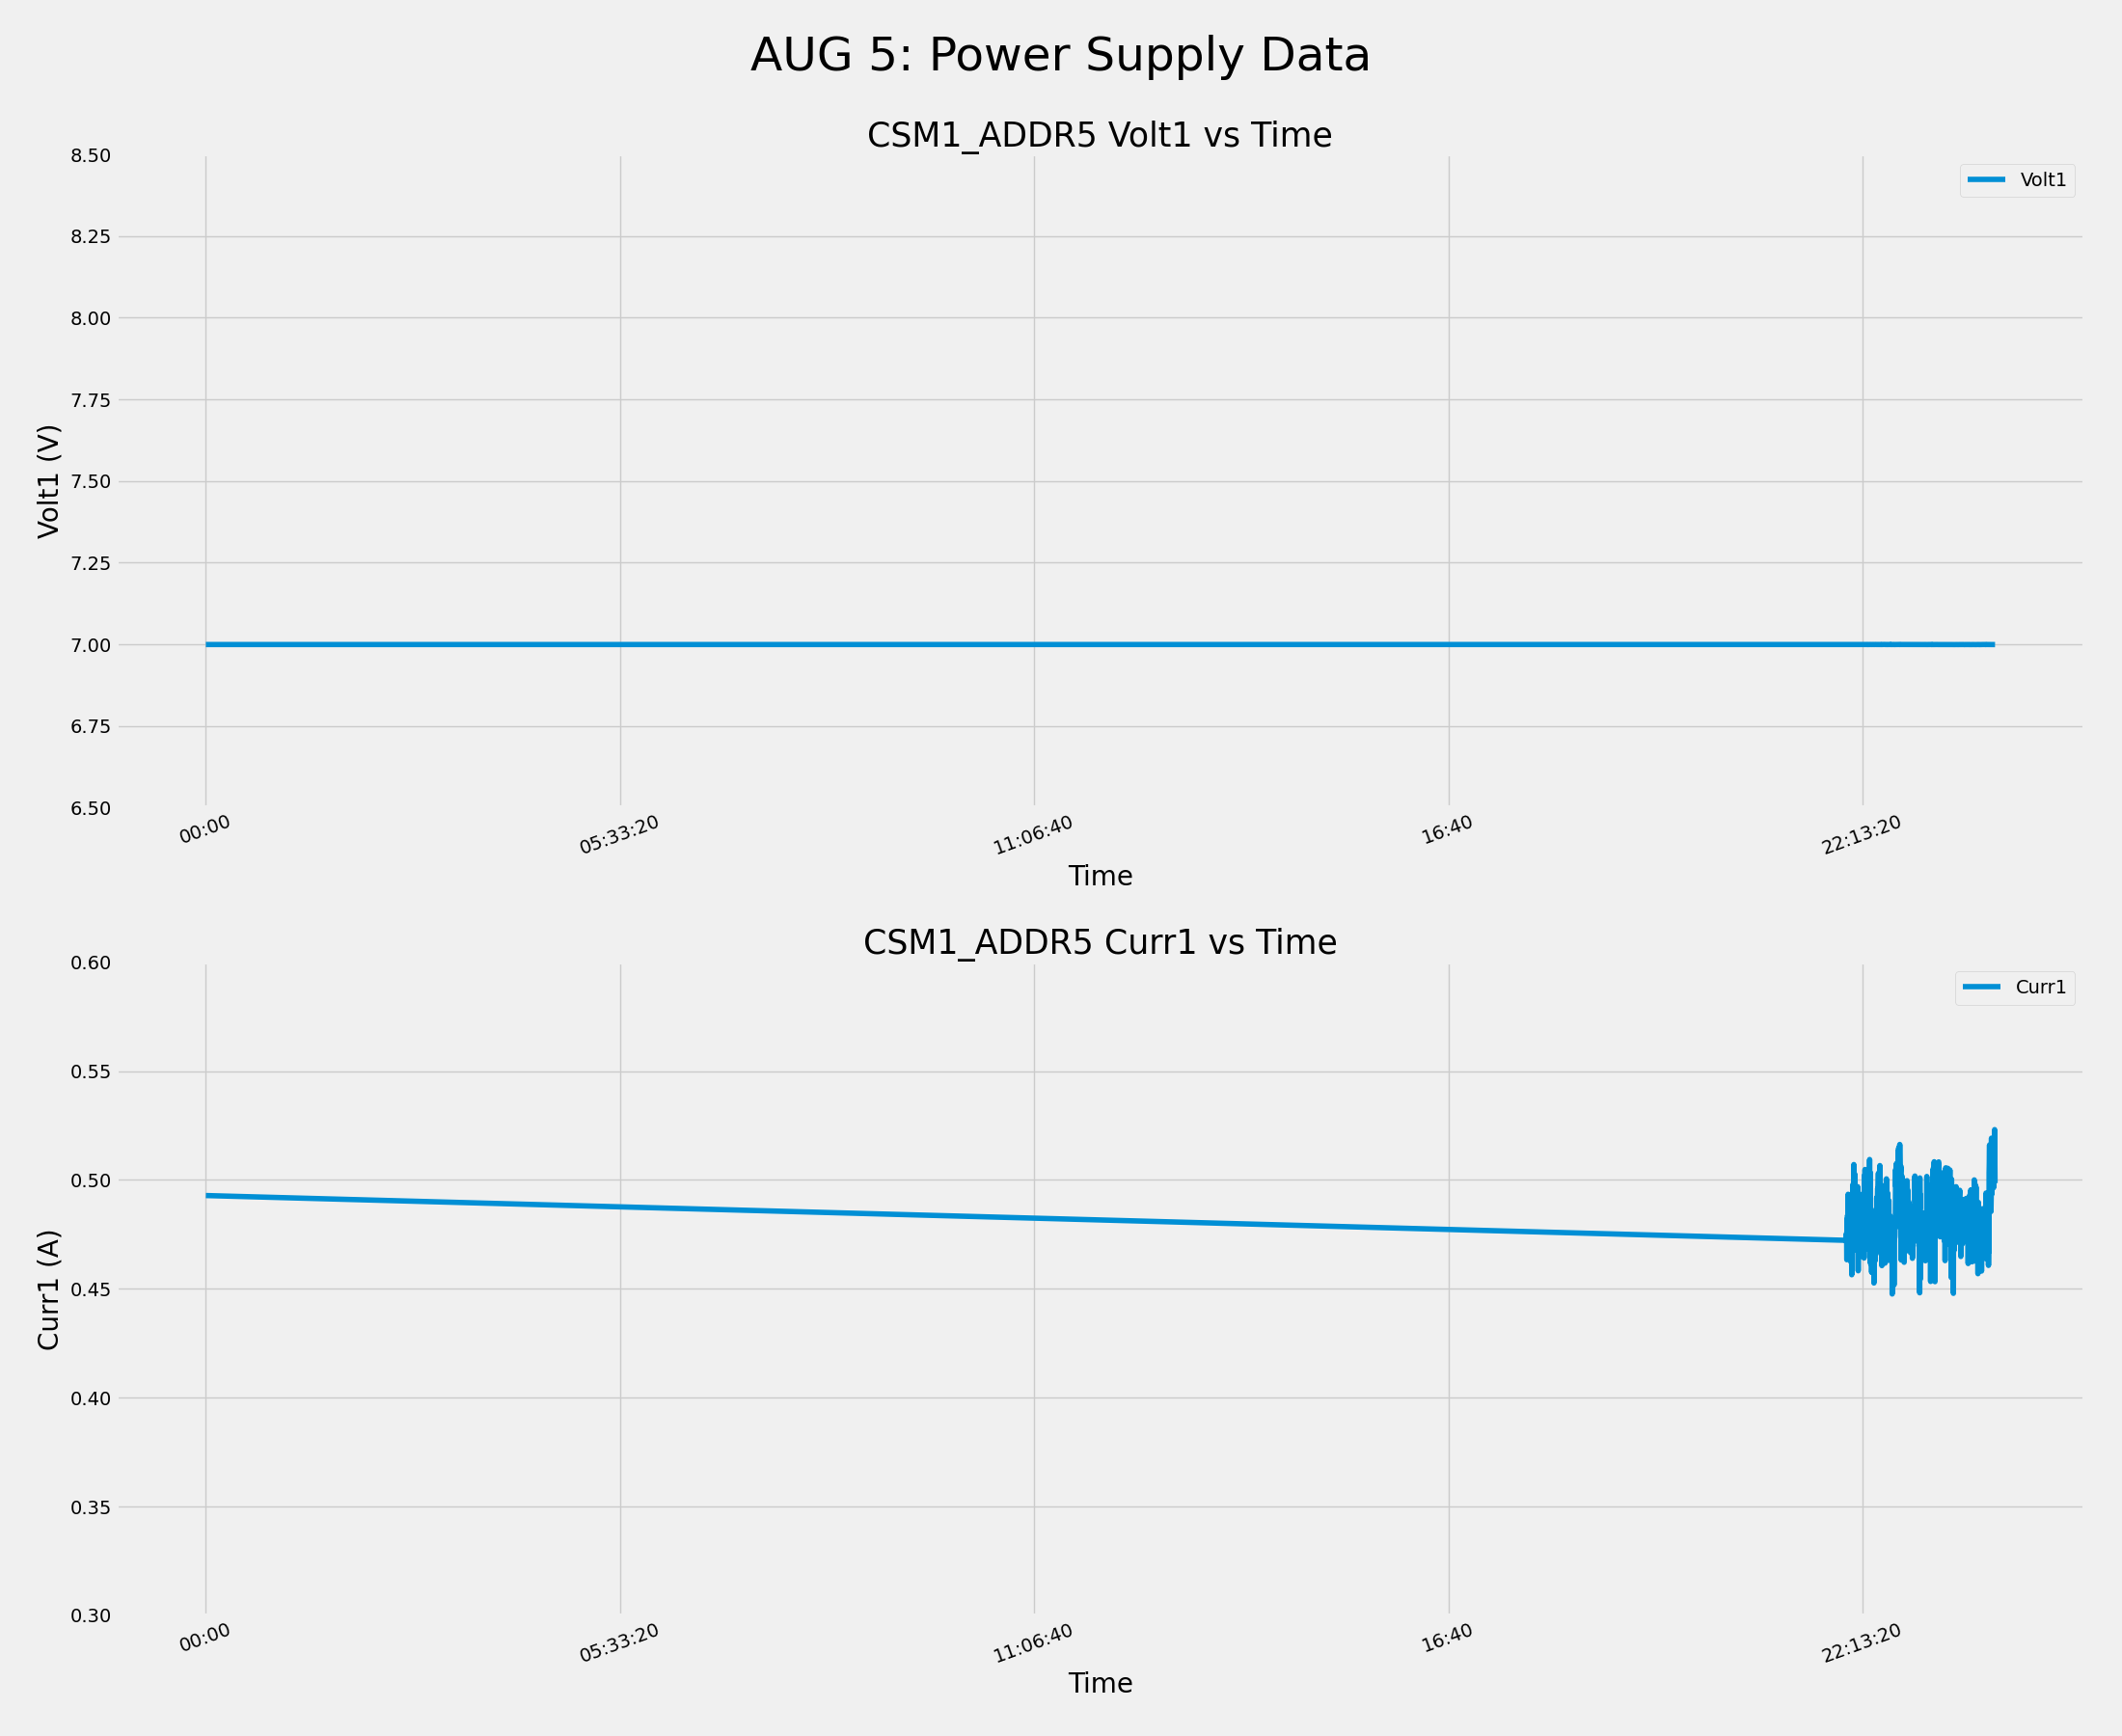 AUG 5: Power Supply Data
CSM1_ADDR5 Volt1 vs Time
Volt1
8.50
8.25
8.00
7.75
7.50
7.25
7.00
6.75
6.50
Volt1 (V)
00:00 05:33:20 11:06:40 16:40 22:13:20
Time
CSM1_ADDR5 Curr1 vs Time
Curr1
0.60
0.55
0.50
0.45
0.40
0.35
0.30
Curr1 (A)
00:00 05:33:20 11:06:40 16:40 22:13:20
Time